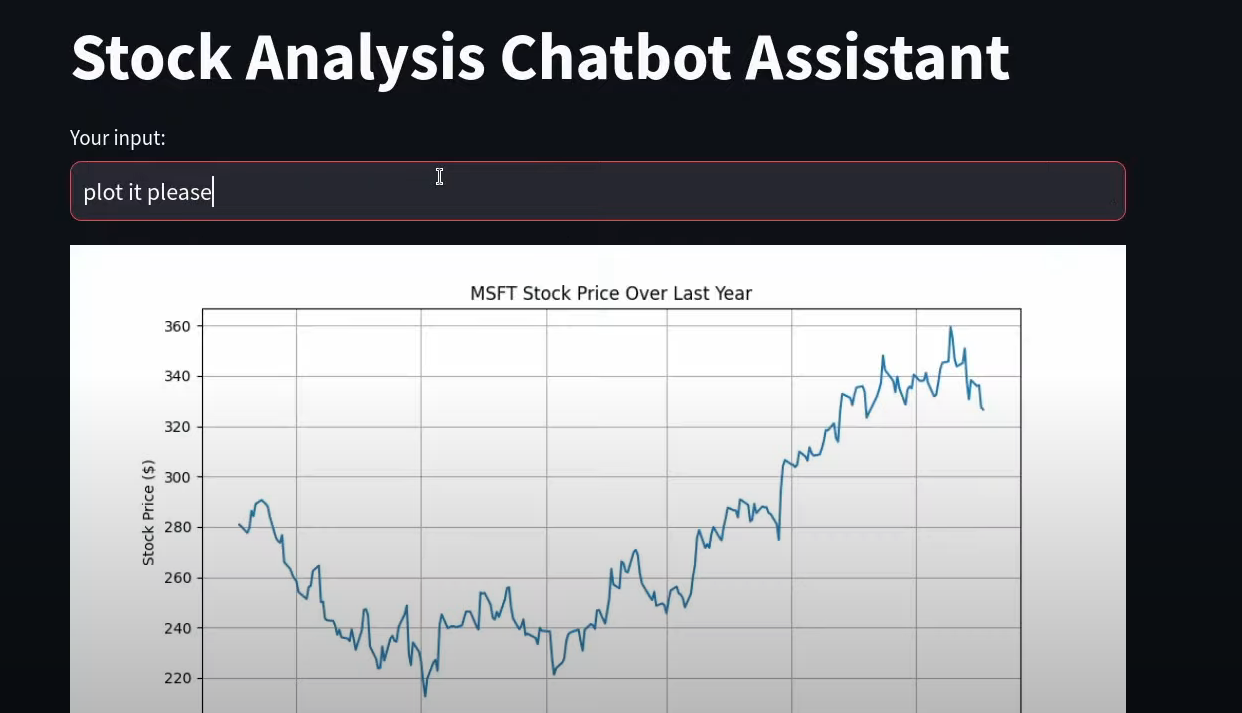 Stock Analysis Chatbot Assistant
Your input:
plot it please
MSFT Stock Price Over Last Year
360
340
320
300
280
260
240
220
Stock Price ($)